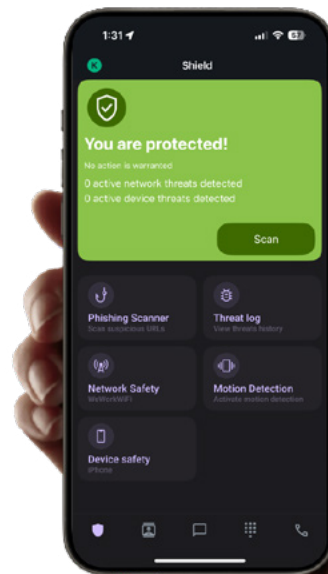 1:31
K
Shield
You are protected!
No action is warranted
0 active network threats detected
0 active device threats detected
Scan
Phishing Scanner
Scan suspicious URLs
Threat log
View threats history
Network Safety
WeWorkWiFi
Motion Detection
Activate motion detection
Device safety
iPhone